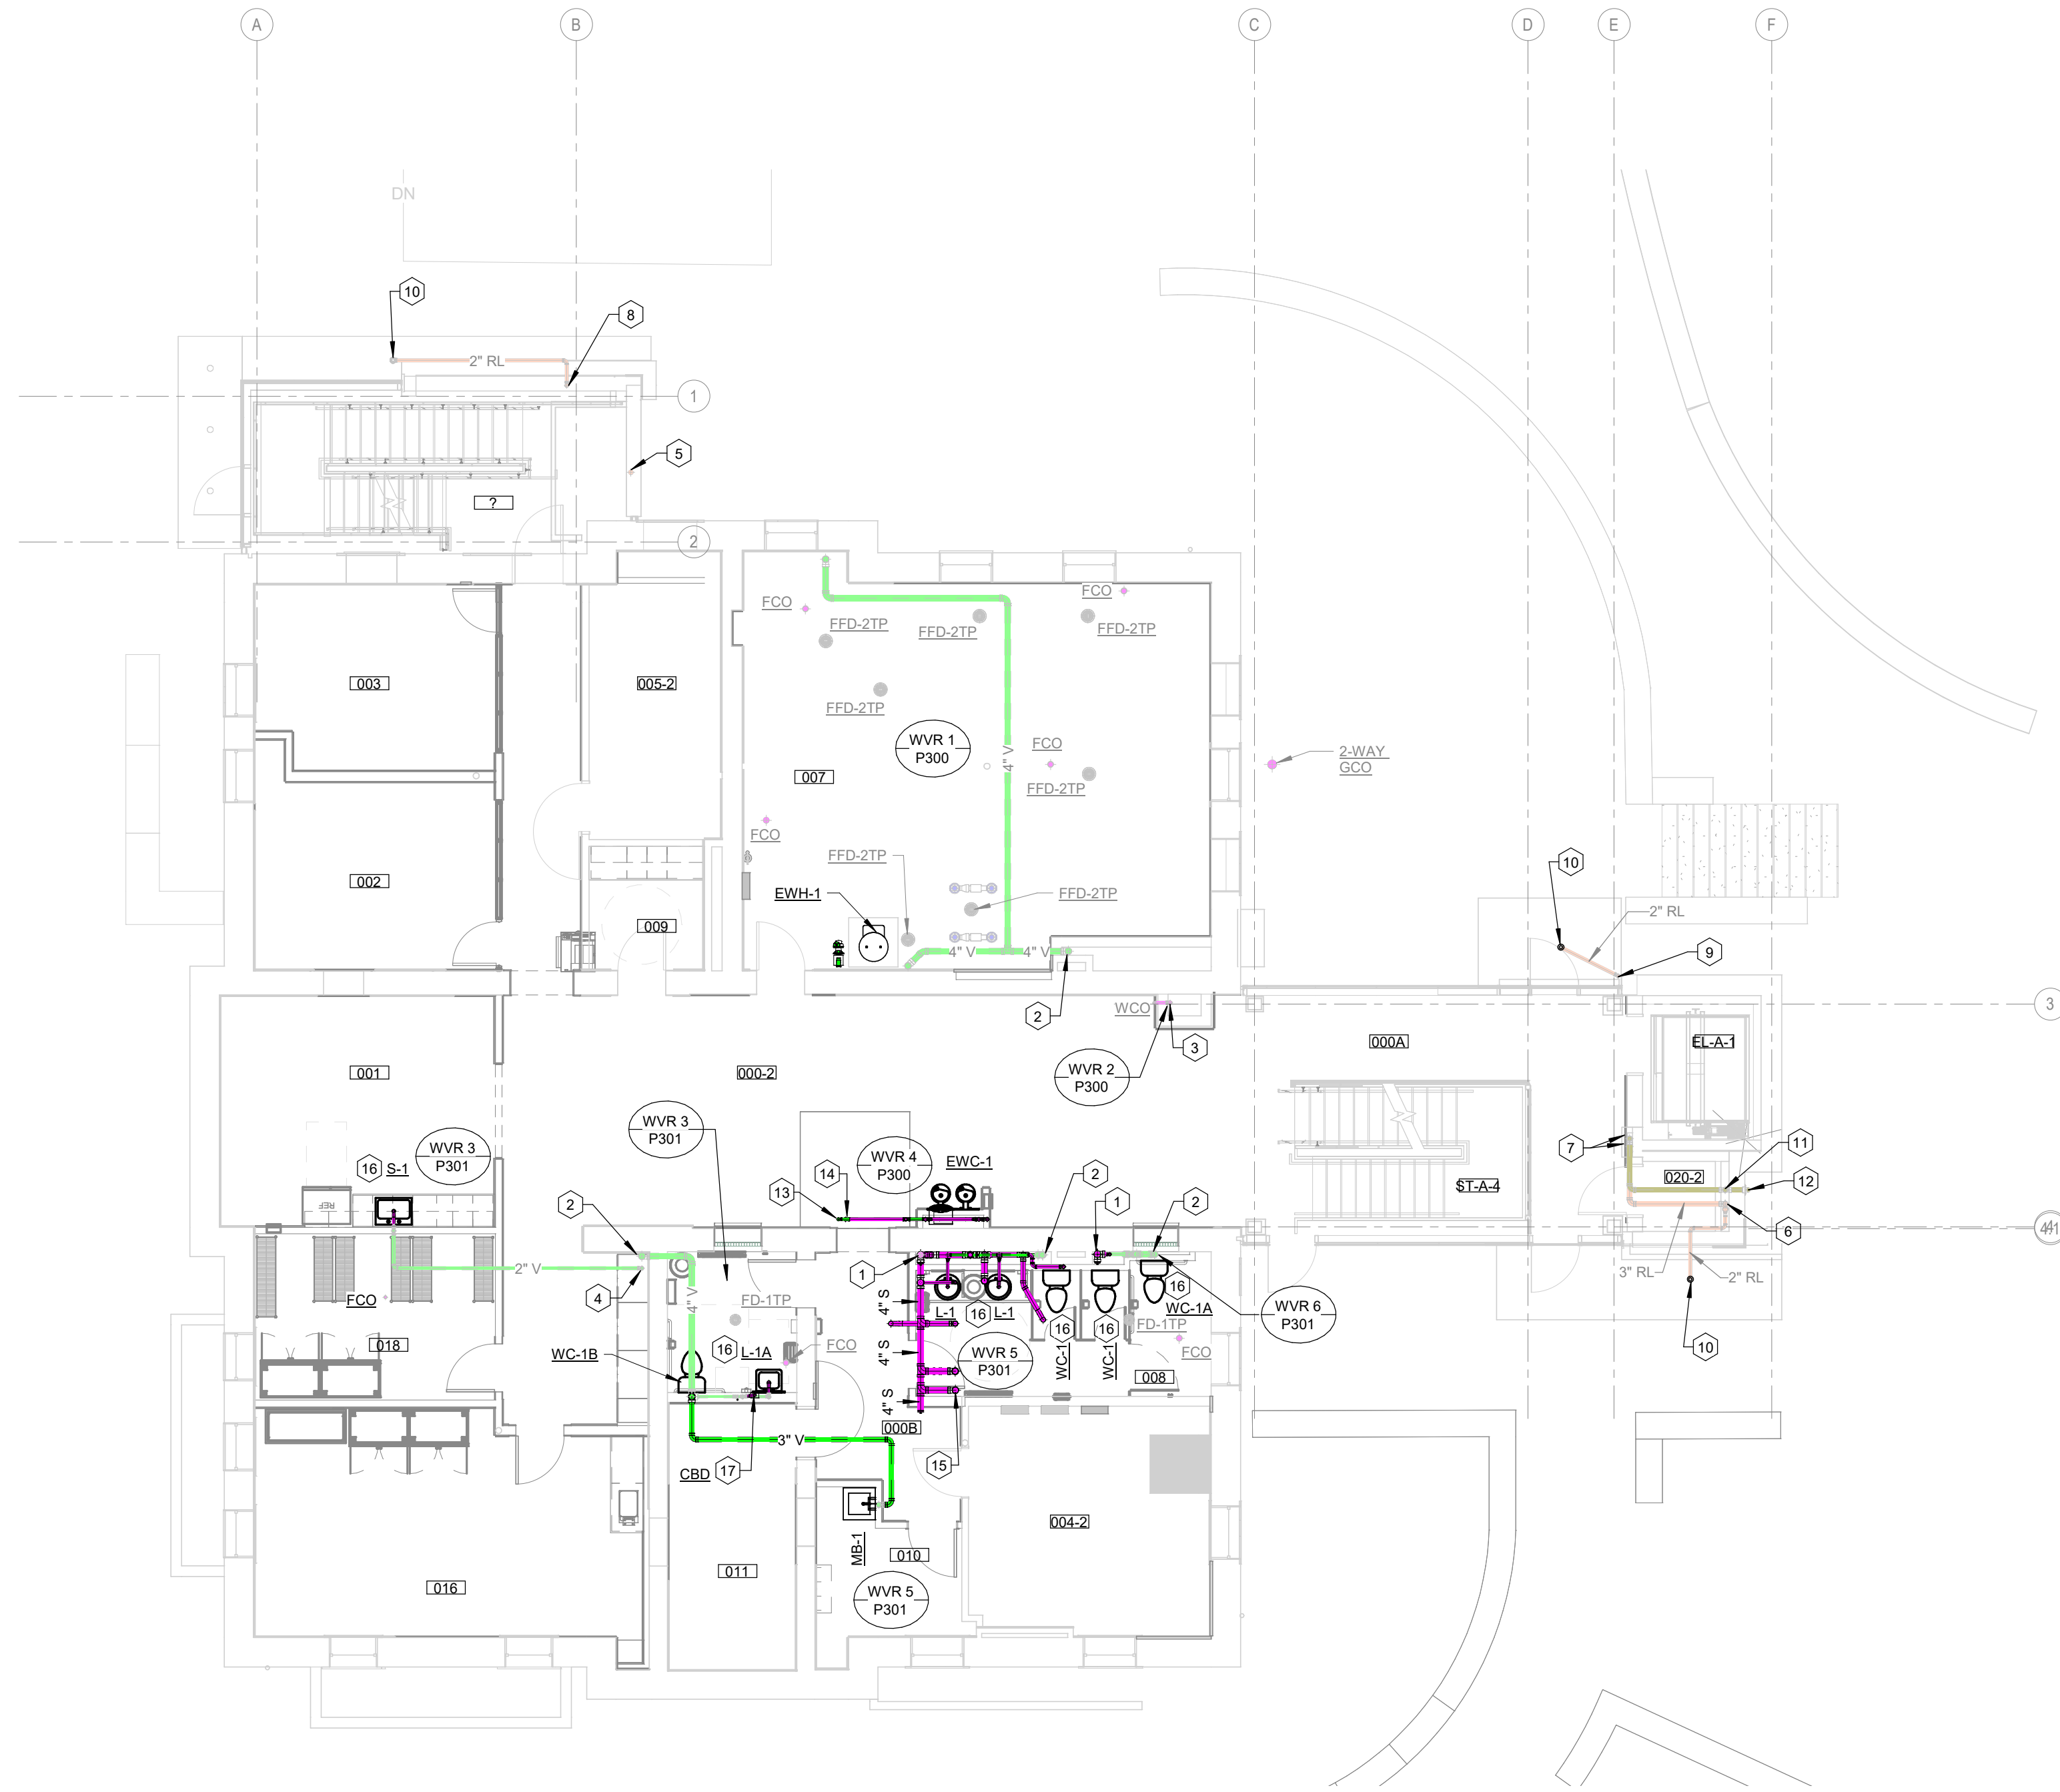 A
B
C
D
E
F
DN
10
8
2" RL
1
5
?
2
FCO
FCO
FFD-2TP
FFD-2TP
FFD-2TP
003
005-2
FFD-2TP
WVR 1
P300
4" V
FCO
2-WAY
GCO
007
FFD-2TP
FCO
FFD-2TP
10
002
EWH-1
FFD-2TP
2" RL
009
4" V
4" V
9
WCO
2
3
3
001
000-2
000A
EL-A-1
WVR 2
P300
WVR 3
P301
WVR 3
P301
16
S-1
WVR 4
P300
EWC-1
7
11
14
13
2
1
2
020-2
ST-A-4
12
REF
2
6
4
4.1
2" V
1
3" RL
2" RL
4
4" V
FCO
FD-1TP
4" S
L-1
16
L-1
16
WC-1A
WVR 6
P301
FD-1TP
018
16
L-1A
FCO
16
16
FCO
WC-1B
4" S
WVR 5
P301
WC-1
WC-1
008
10
4" S
000B
3" V
CBD
17
15
004-2
MB-1
010
011
016
WVR 5
P301